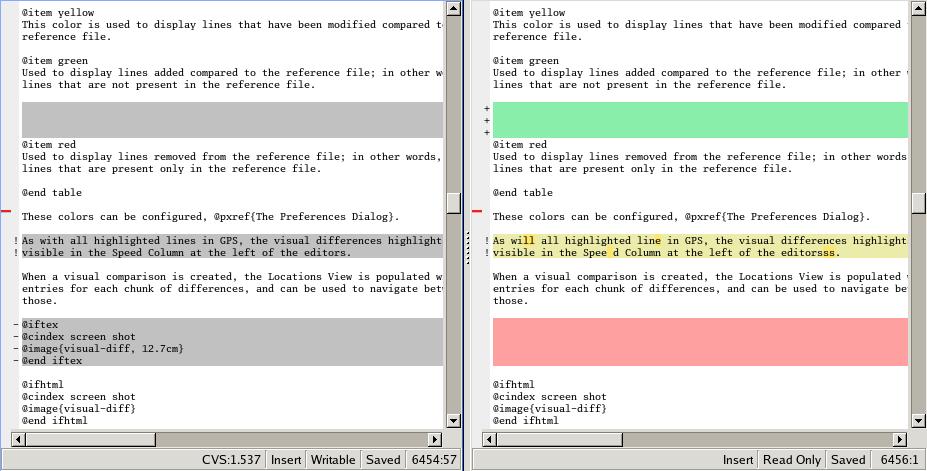 @item yellow
This color is used to display lines that have been modified compared t
reference file.
@item green
Used to display lines added compared to the reference file; in other w
lines that are not present in the reference file.
@item red
Used to display lines removed from the reference file; in other words,
lines that are present only in the reference file.
@end table
These colors can be configured, @pxref{The Preferences Dialog}.
! As with all highlighted lines in GPS, the visual differences highlight
! visible in the Speed Column at the left of the editors.
When a visual comparison is created, the Locations View is populated w
entries for each chunk of differences, and can be used to navigate bet
those.
- @iftex
- @cindex screen shot
- @image{visual-diff, 12.7cm}
- @end iftex
@ifhtml
@cindex screen shot
@image{visual-diff}
@end ifhtml
CVS:1.537 Insert Writable Saved 6454:57
@item yellow
This color is used to display lines that have been modified compared
reference file.
@item green
Used to display lines added compared to the reference file; in other
lines that are not present in the reference file.
+
+
+
@item red
Used to display lines removed from the reference file; in other words
lines that are present only in the reference file.
@end table
These colors can be configured, @pxref{The Preferences Dialog}.
! As will all highlighted line in GPS, the visual differences highlight
! visible in the Spee d Column at the left of the editorsss.
When a visual comparison is created, the Locations View is populated
entries for each chunk of differences, and can be used to navigate be
those.
@ifhtml
@cindex screen shot
@image{visual-diff}
@end ifhtml
Insert Read Only Saved 6456:1